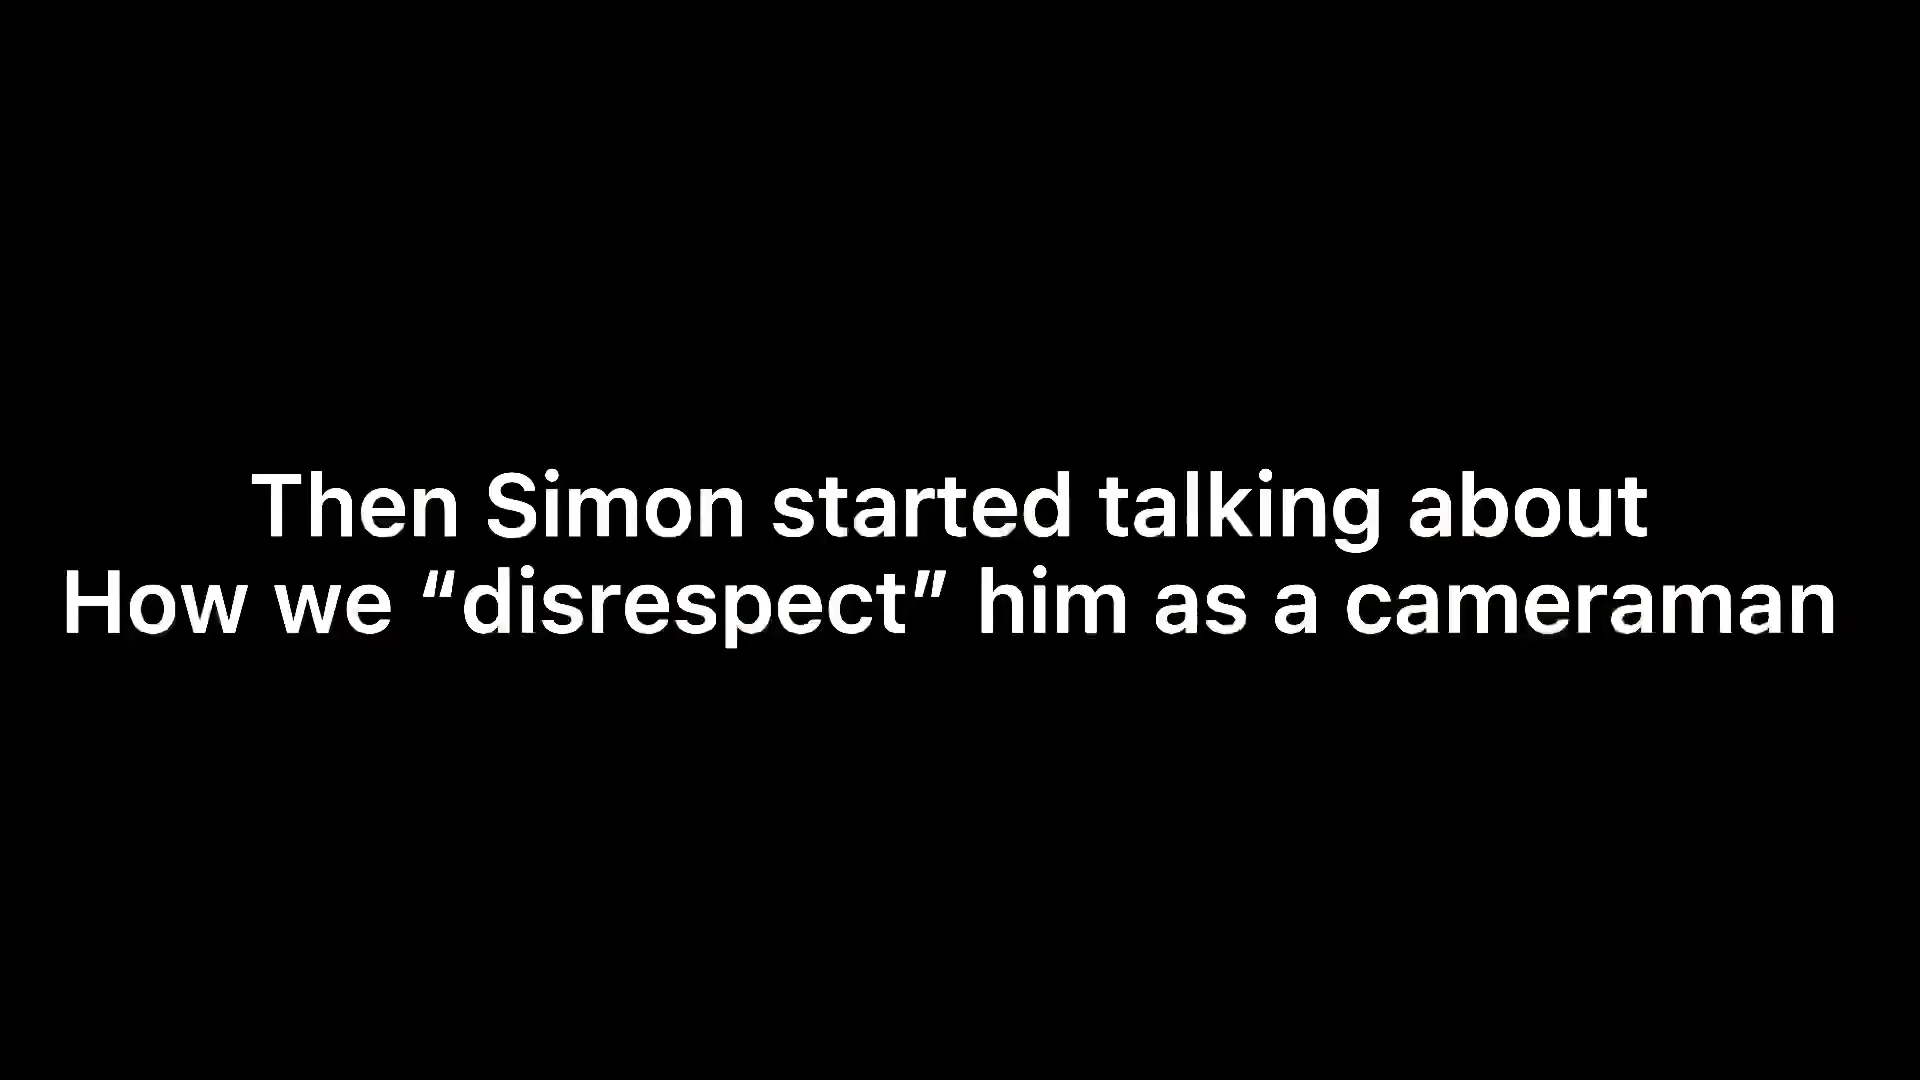 Then Simon started talking about
How we “disrespect” him as a cameraman